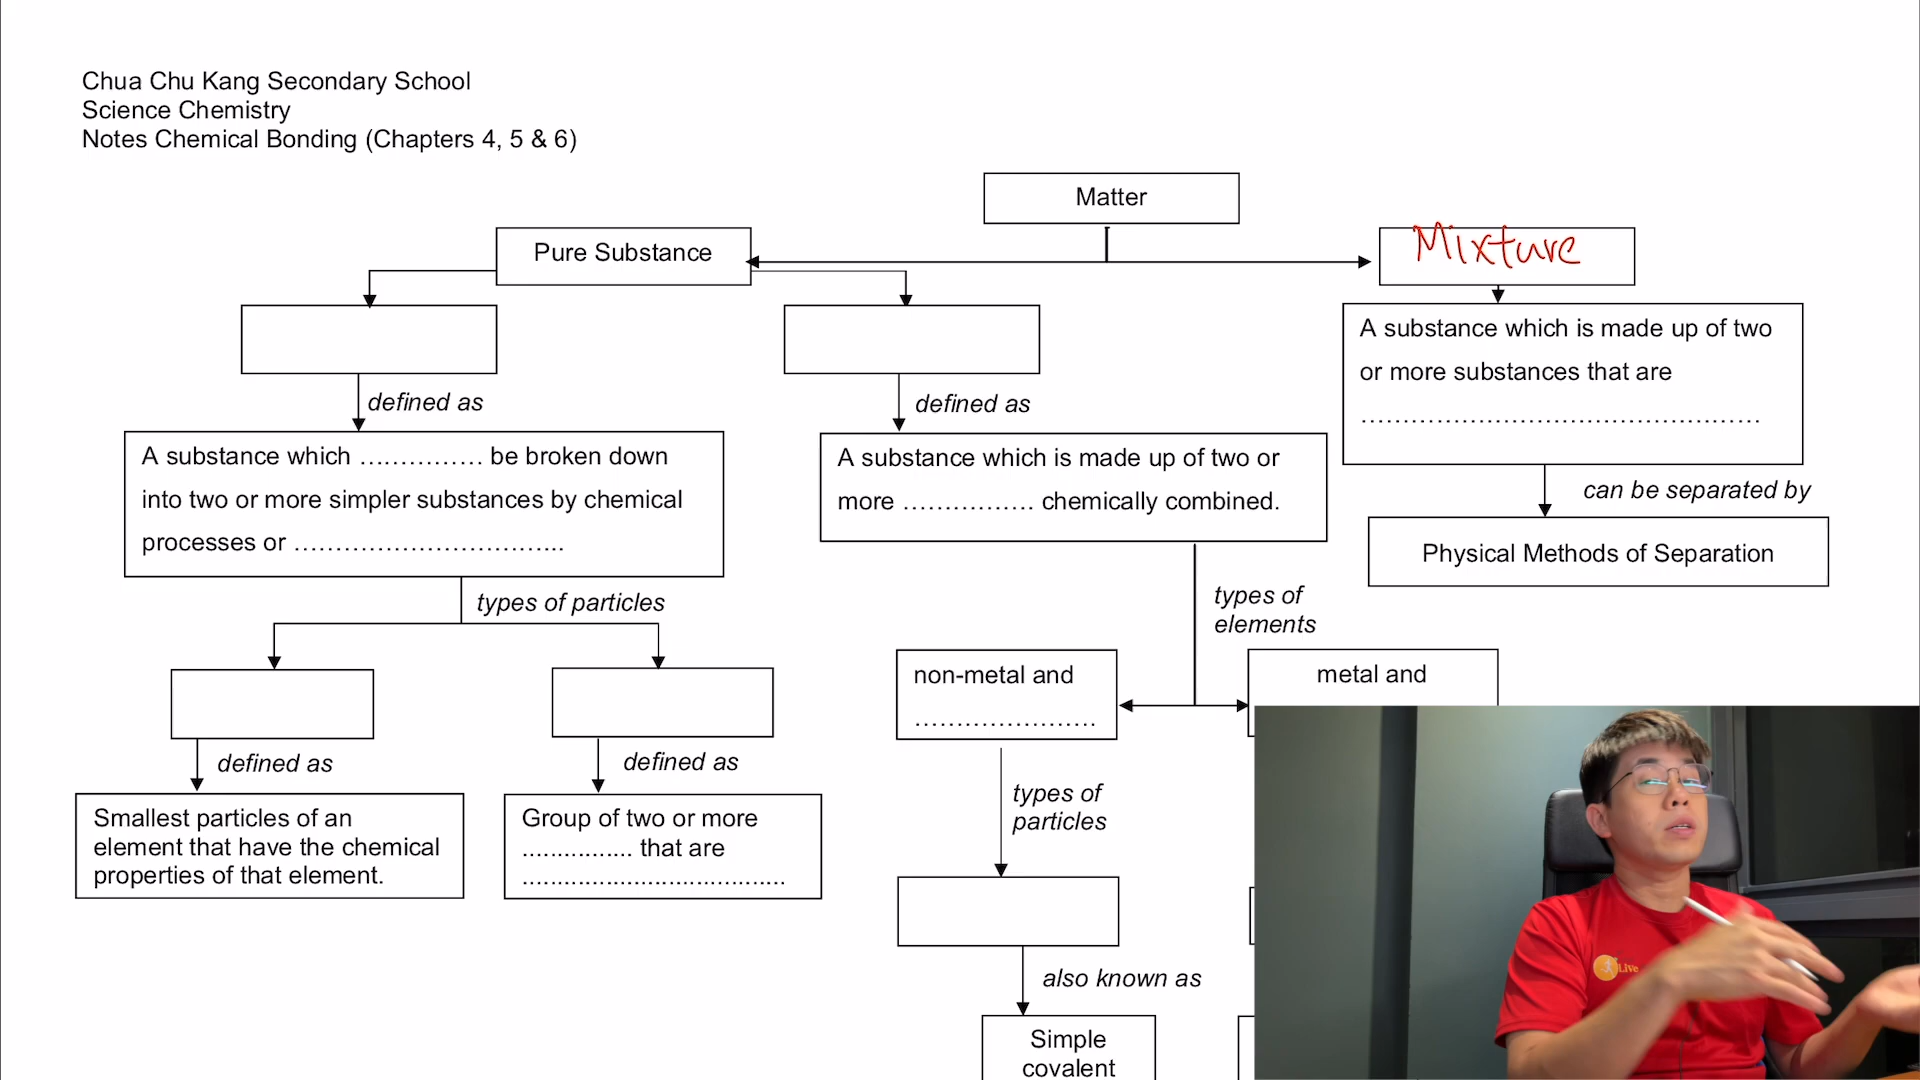 Chua Chu Kang Secondary School
Science Chemistry
Notes Chemical Bonding (Chapters 4, 5 & 6)
Matter
Pure Substance
Mixture
A substance which is made up of two
or more substances that are
…………………………………………
defined as
defined as
A substance which …………… be broken down
into two or more simpler substances by chemical
processes or …………………………..
A substance which is made up of two or
more ……………. chemically combined.
can be separated by
Physical Methods of Separation
types of particles
types of
elements
non-metal and
………………….
metal and
defined as
defined as
types of
particles
Smallest particles of an
element that have the chemical
properties of that element.
Group of two or more
................ that are
......................................
also known as
Simple
covalent
Live